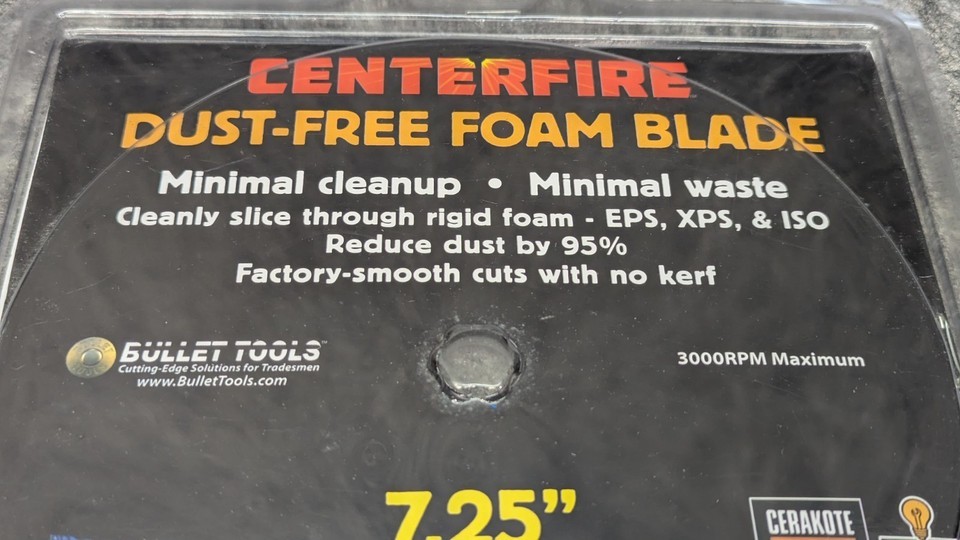 CENTERFIRE
DUST-FREE FOAM BLADE
Minimal cleanup • Minimal waste
Cleanly slice through rigid foam - EPS, XPS, & ISO
Reduce dust by 95%
Factory-smooth cuts with no kerf
BULLET TOOLS™
Cutting-Edge Solutions for Tradesmen
www.BulletTools.com
3000RPM Maximum
7.25”
CERAKOTE